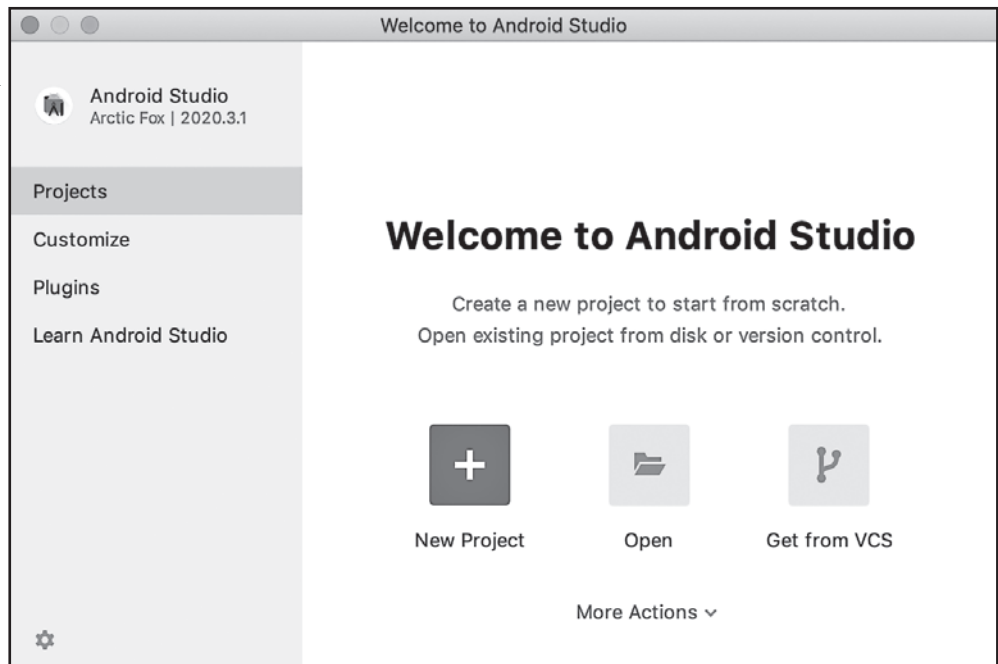 Welcome to Android Studio
Android Studio
Arctic Fox | 2020.3.1
Projects
Customize
Plugins
Learn Android Studio
Welcome to Android Studio
Create a new project to start from scratch.
Open existing project from disk or version control.
New Project
Open
Get from VCS
More Actions